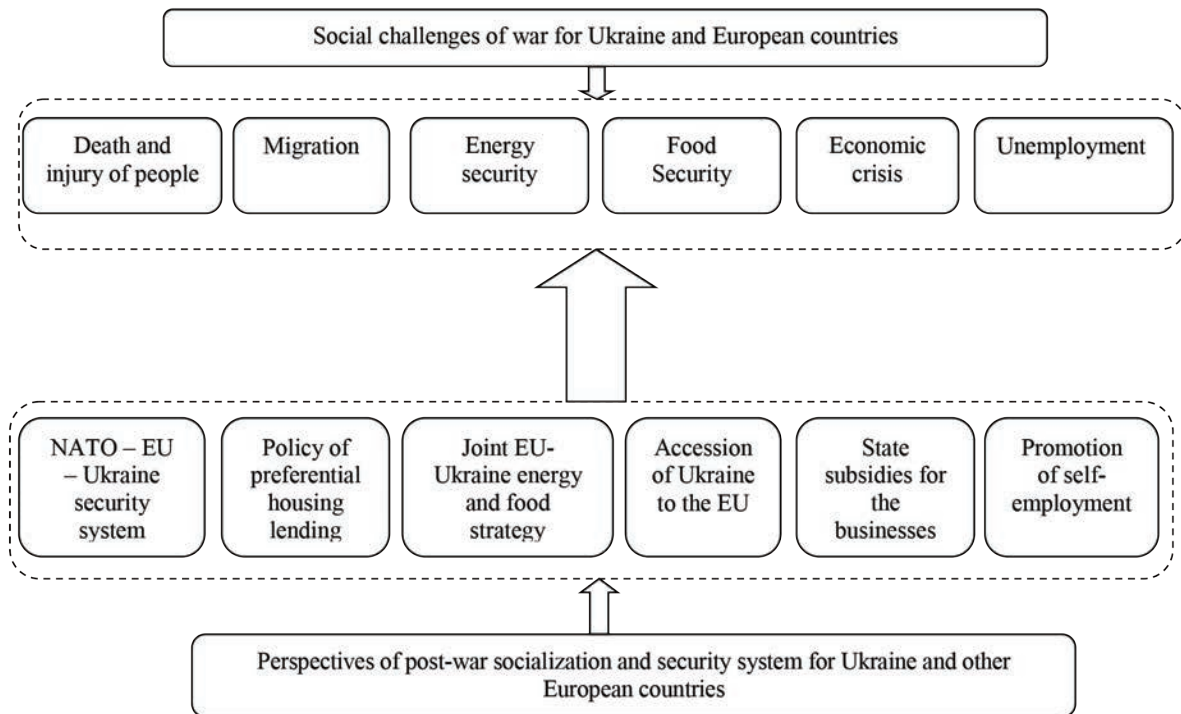 Social challenges of war for Ukraine and European countries
Death and
injury of people
Migration
Energy
security
Food
Security
Economic
crisis
Unemployment
NATO – EU
– Ukraine
security
system
Policy of
preferential
housing
lending
Joint EU-
Ukraine energy
and food
strategy
Accession
of Ukraine
to the EU
State
subsidies for
the
businesses
Promotion
of self-
employment
Perspectives of post-war socialization and security system for Ukraine and other
European countries